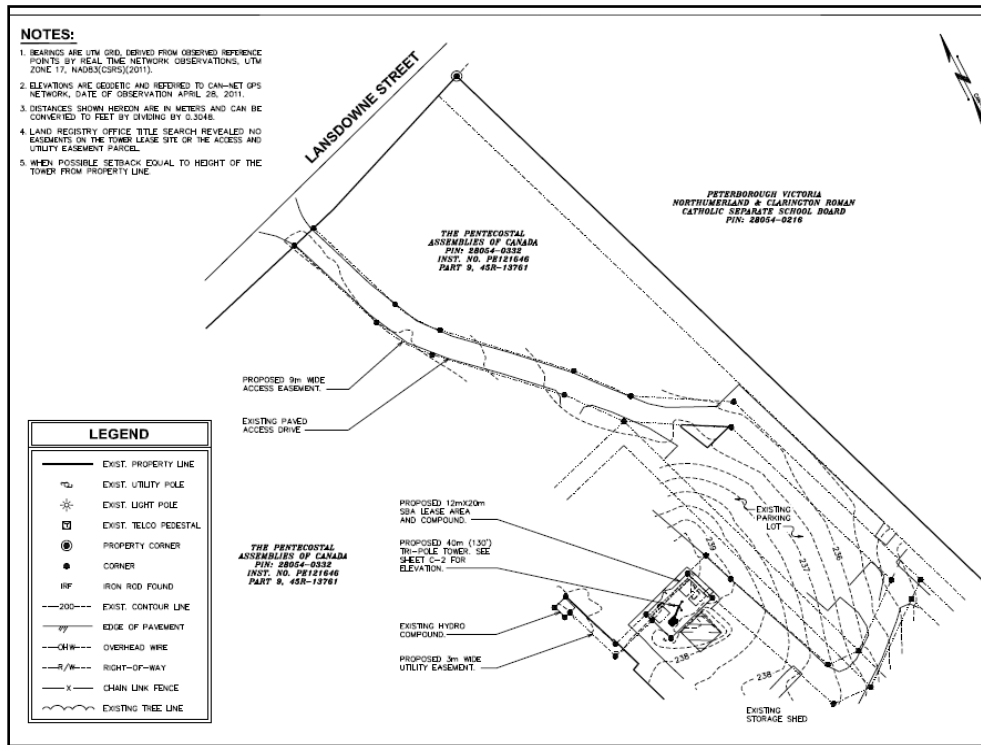 NOTES:
1. BEARINGS ARE UTM GRID, DERIVED FROM OBSERVED REFERENCE
POINTS BY REAL TIME NETWORK OBSERVATIONS, UTM
ZONE 17, NAD83(CSRS)(2011).
2. ELEVATIONS ARE GEODETIC AND REFERRED TO CAN-NET GPS
NETWORK, DATE OF OBSERVATION APRIL 28, 2011.
3. DISTANCES SHOWN HEREON ARE IN METERS AND CAN BE
CONVERTED TO FEET BY DIVIDING BY 0.3048.
4. LAND REGISTRY OFFICE TITLE SEARCH REVEALED NO
EASEMENTS ON THE TOWER LEASE SITE OR THE ACCESS AND
UTILITY EASEMENT PARCEL.
5. WHEN POSSIBLE SETBACK EQUAL TO HEIGHT OF THE
TOWER FROM PROPERTY LINE.
LANSDOWNE STREET
PETERBOROUGH VICTORIA
NORTHUMERLAND & CLARINGTON ROMAN
CATHOLIC SEPARATE SCHOOL BOARD
PIN: 28054-0216
THE PENTECOSTAL
ASSEMBLIES OF CANADA
PIN: 28054-0332
INST. NO. PE121646
PART 9, 45R-13761
PROPOSED 9m WIDE
ACCESS EASEMENT.
EXISTING PAVED
ACCESS DRIVE
LEGEND
EXIST. PROPERTY LINE
EXIST. UTILITY POLE
EXIST. LIGHT POLE
T EXIST. TELCO PEDESTAL
PROPERTY CORNER
CORNER
IRF IRON ROD FOUND
200 EXIST. CONTOUR LINE
EDGE OF PAVEMENT
OHW OVERHEAD WIRE
R/W RIGHT-OF-WAY
X CHAIN LINK FENCE
EXISTING TREE LINE
THE PENTECOSTAL
ASSEMBLIES OF CANADA
PIN: 28054-0332
INST. NO. PE121646
PART 9, 45R-13761
PROPOSED 12mX20m
SBA LEASE AREA
AND COMPOUND.
PROPOSED 40m (130')
TRI-POLE TOWER. SEE
SHEET C-2 FOR
ELEVATION.
EXISTING HYDRO
COMPOUND.
PROPOSED 3m WIDE
UTILITY EASEMENT.
EXISTING
PARKING
LOT
239
237
236
238
238
EXISTING
STORAGE SHED